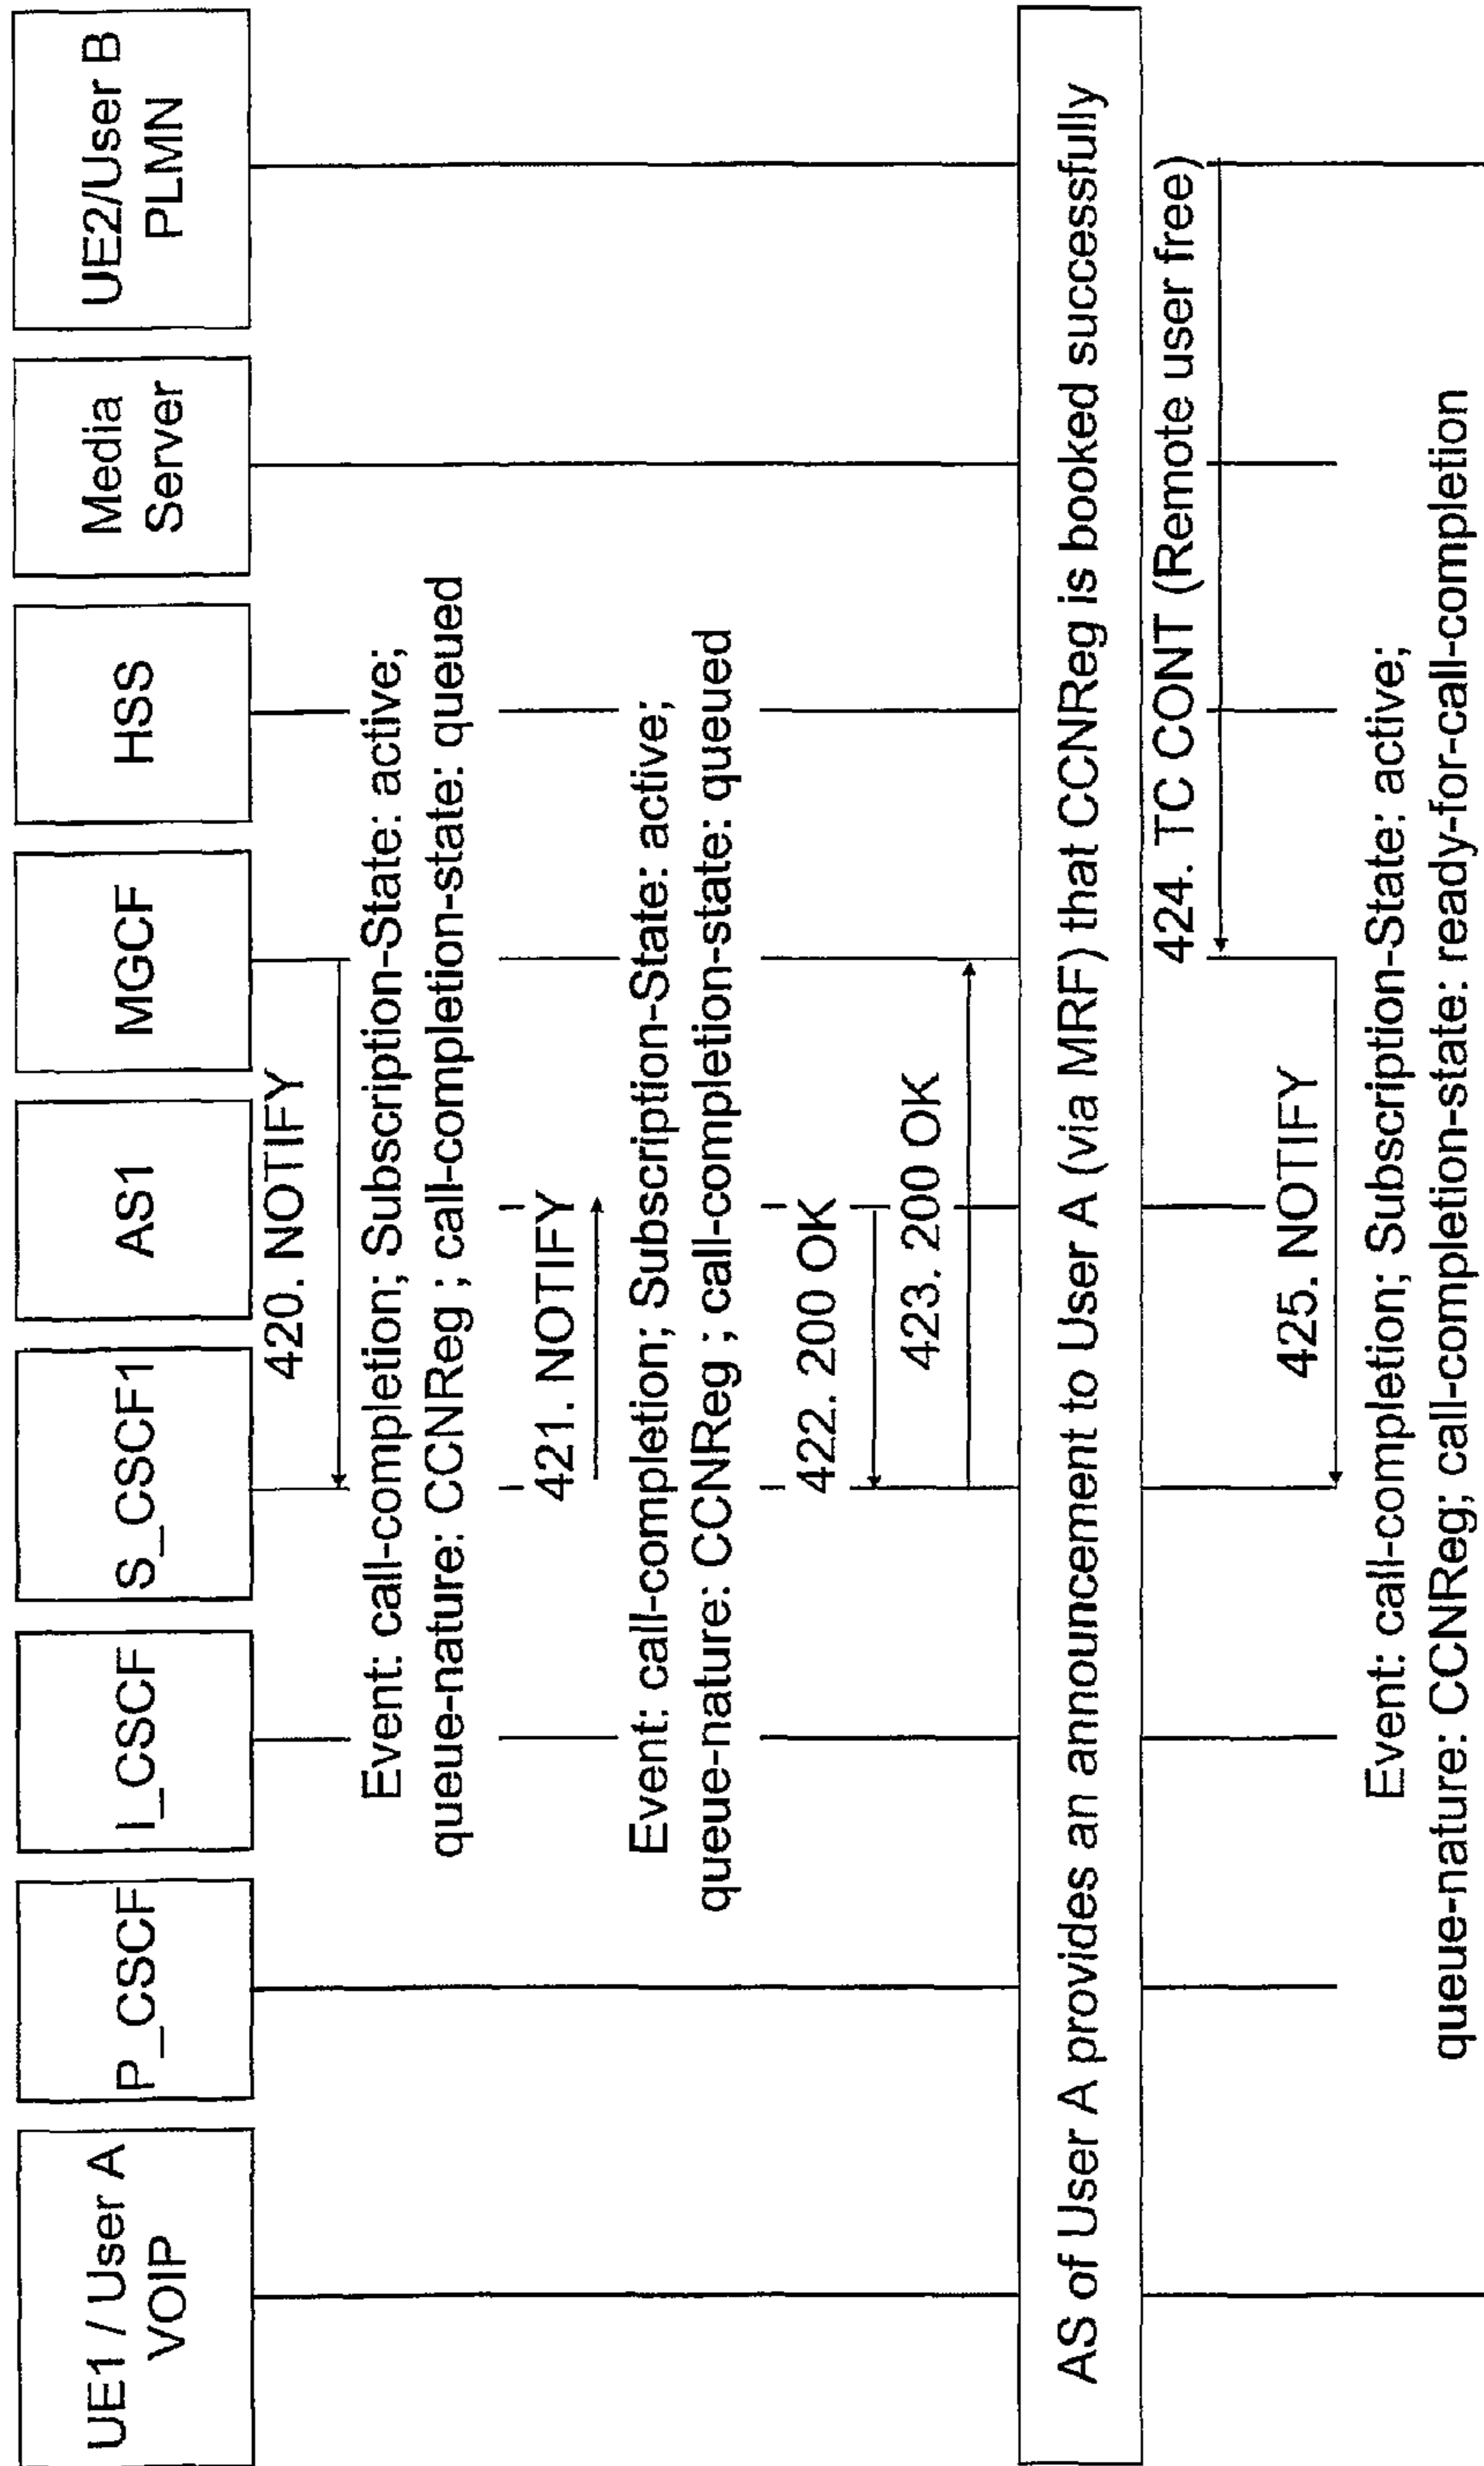 UE1 / User A
VOIP
P_CSCF
I_CSCF
S_CSCF1
AS1
MGCF
HSS
Media
Server
UE2/User B
PLMN
420. NOTIFY
Event: call-completion; Subscription-State: active;
queue-nature: CCNReg ; call-completion-state: queued
421. NOTIFY
Event: call-completion; Subscription-State: active;
queue-nature: CCNReg ; call-completion-state: queued
422. 200 OK
423. 200 OK
AS of User A provides an announcement to User A (via MRF) that CCNReg is booked successfully
424. TC CONT (Remote user free)
425. NOTIFY
Event: call-completion; Subscription-State: active;
queue-nature: CCNReg; call-completion-state: ready-for-call-completion